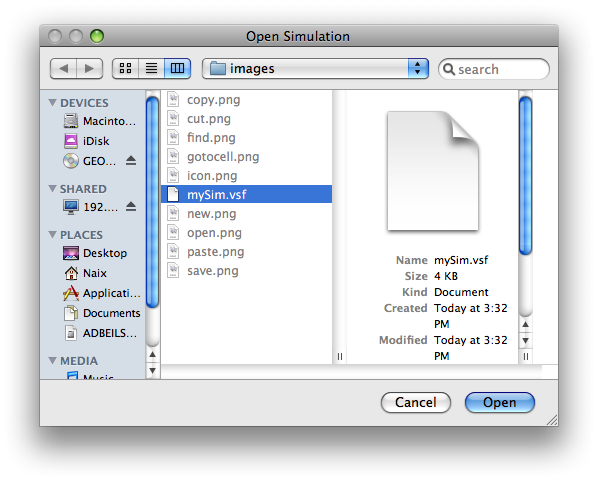 Open Simulation
images
search
DEVICES
Macinto...
iDisk
GEO...
SHARED
192....
PLACES
Desktop
Naix
Applicati...
Documents
ADBEILS...
MEDIA
Music
copy.png
cut.png
find.png
gotocell.png
icon.png
mySim.vsf
new.png
open.png
paste.png
save.png
Name mySim.vsf
Size 4 KB
Kind Document
Created Today at 3:32
PM
Modified Today at 3:32
PM
Cancel Open